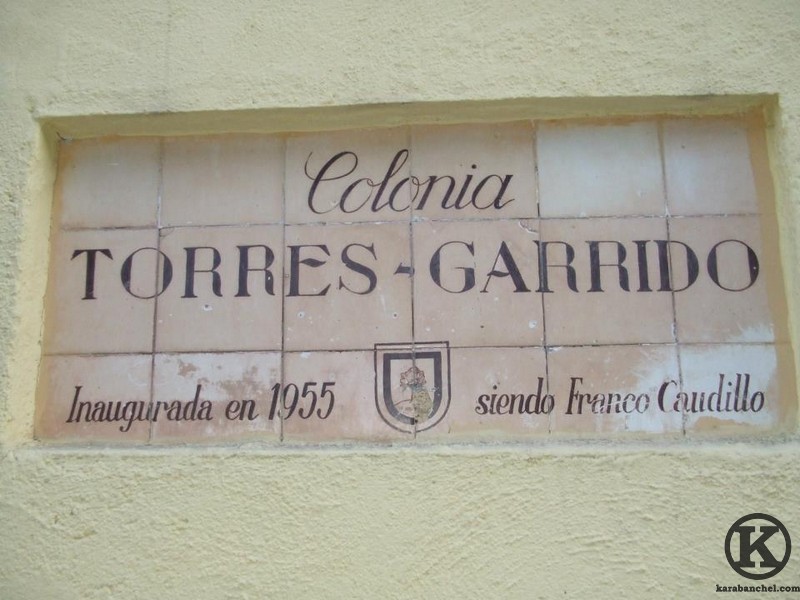 Colonia
TORRES-GARRIDO
Inaugurada en 1955 siendo Franco Caudillo
K
karabanchel.com